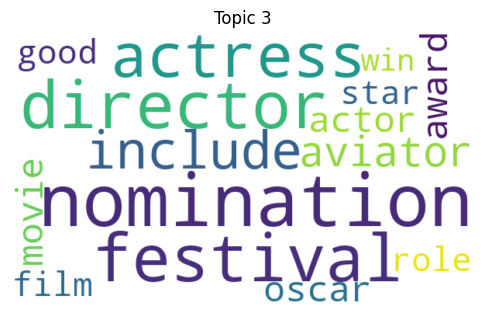 Topic 3
good
actress
win
award
director
star
actor
include
aviator
movie
nomination
festival
role
film
oscar